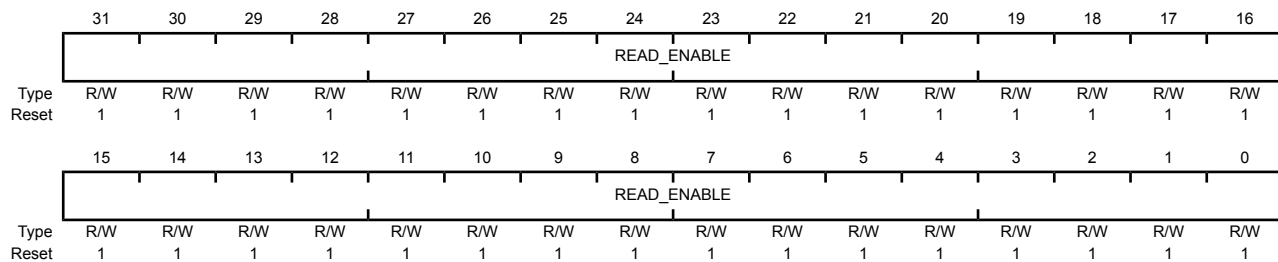 31 30 29 28 27 26 25 24 23 22 21 20 19 18 17 16
READ_ENABLE
Type R/W R/W R/W R/W R/W R/W R/W R/W R/W R/W R/W R/W R/W R/W R/W R/W
Reset 1 1 1 1 1 1 1 1 1 1 1 1 1 1 1 1
15 14 13 12 11 10 9 8 7 6 5 4 3 2 1 0
READ_ENABLE
Type R/W R/W R/W R/W R/W R/W R/W R/W R/W R/W R/W R/W R/W R/W R/W R/W
Reset 1 1 1 1 1 1 1 1 1 1 1 1 1 1 1 1